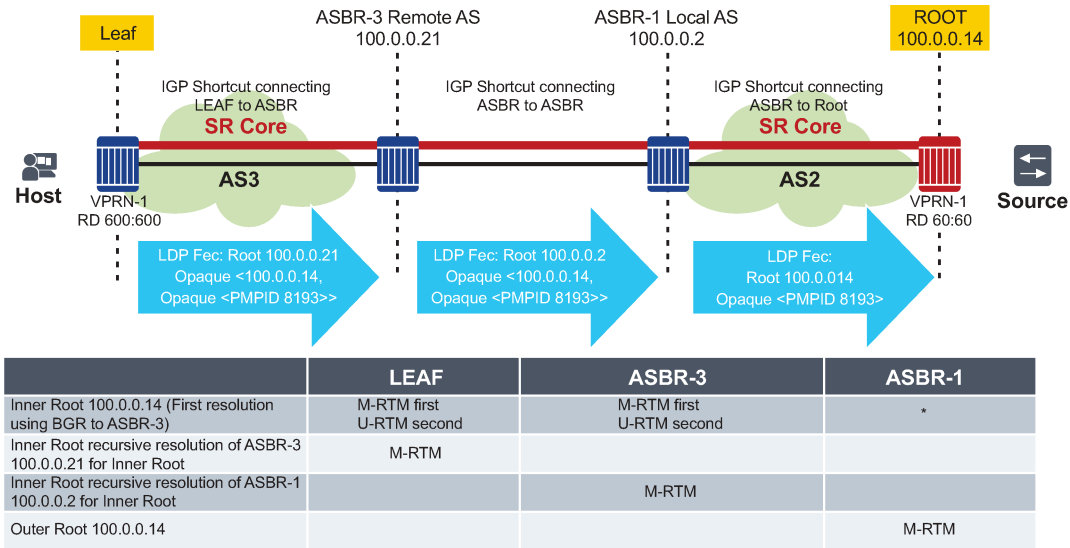 Leaf
ASBR-3 Remote AS
100.0.0.21
ASBR-1 Local AS
100.0.0.2
ROOT
100.0.0.14
IGP Shortcut connecting
LEAF to ASBR
IGP Shortcut connecting
ASBR to ASBR
IGP Shortcut connecting
ASBR to Root
SR Core
SR Core
Host
AS3
AS2
Source
VPRN-1
RD 600:600
VPRN-1
RD 60:60
LDP Fec: Root 100.0.0.21
Opaque <100.0.0.14,
Opaque <PMPID 8193>>
LDP Fec: Root 100.0.0.2
Opaque <100.0.0.14,
Opaque <PMPID 8193>>
LDP Fec:
Root 100.0.014
Opaque <PMPID 8193>
LEAF
ASBR-3
ASBR-1
Inner Root 100.0.0.14 (First resolution
using BGR to ASBR-3)
M-RTM first
U-RTM second
M-RTM first
U-RTM second
*
Inner Root recursive resolution of ASBR-3
100.0.0.21 for Inner Root
M-RTM
Inner Root recursive resolution of ASBR-1
100.0.0.2 for Inner Root
M-RTM
Outer Root 100.0.0.14
M-RTM